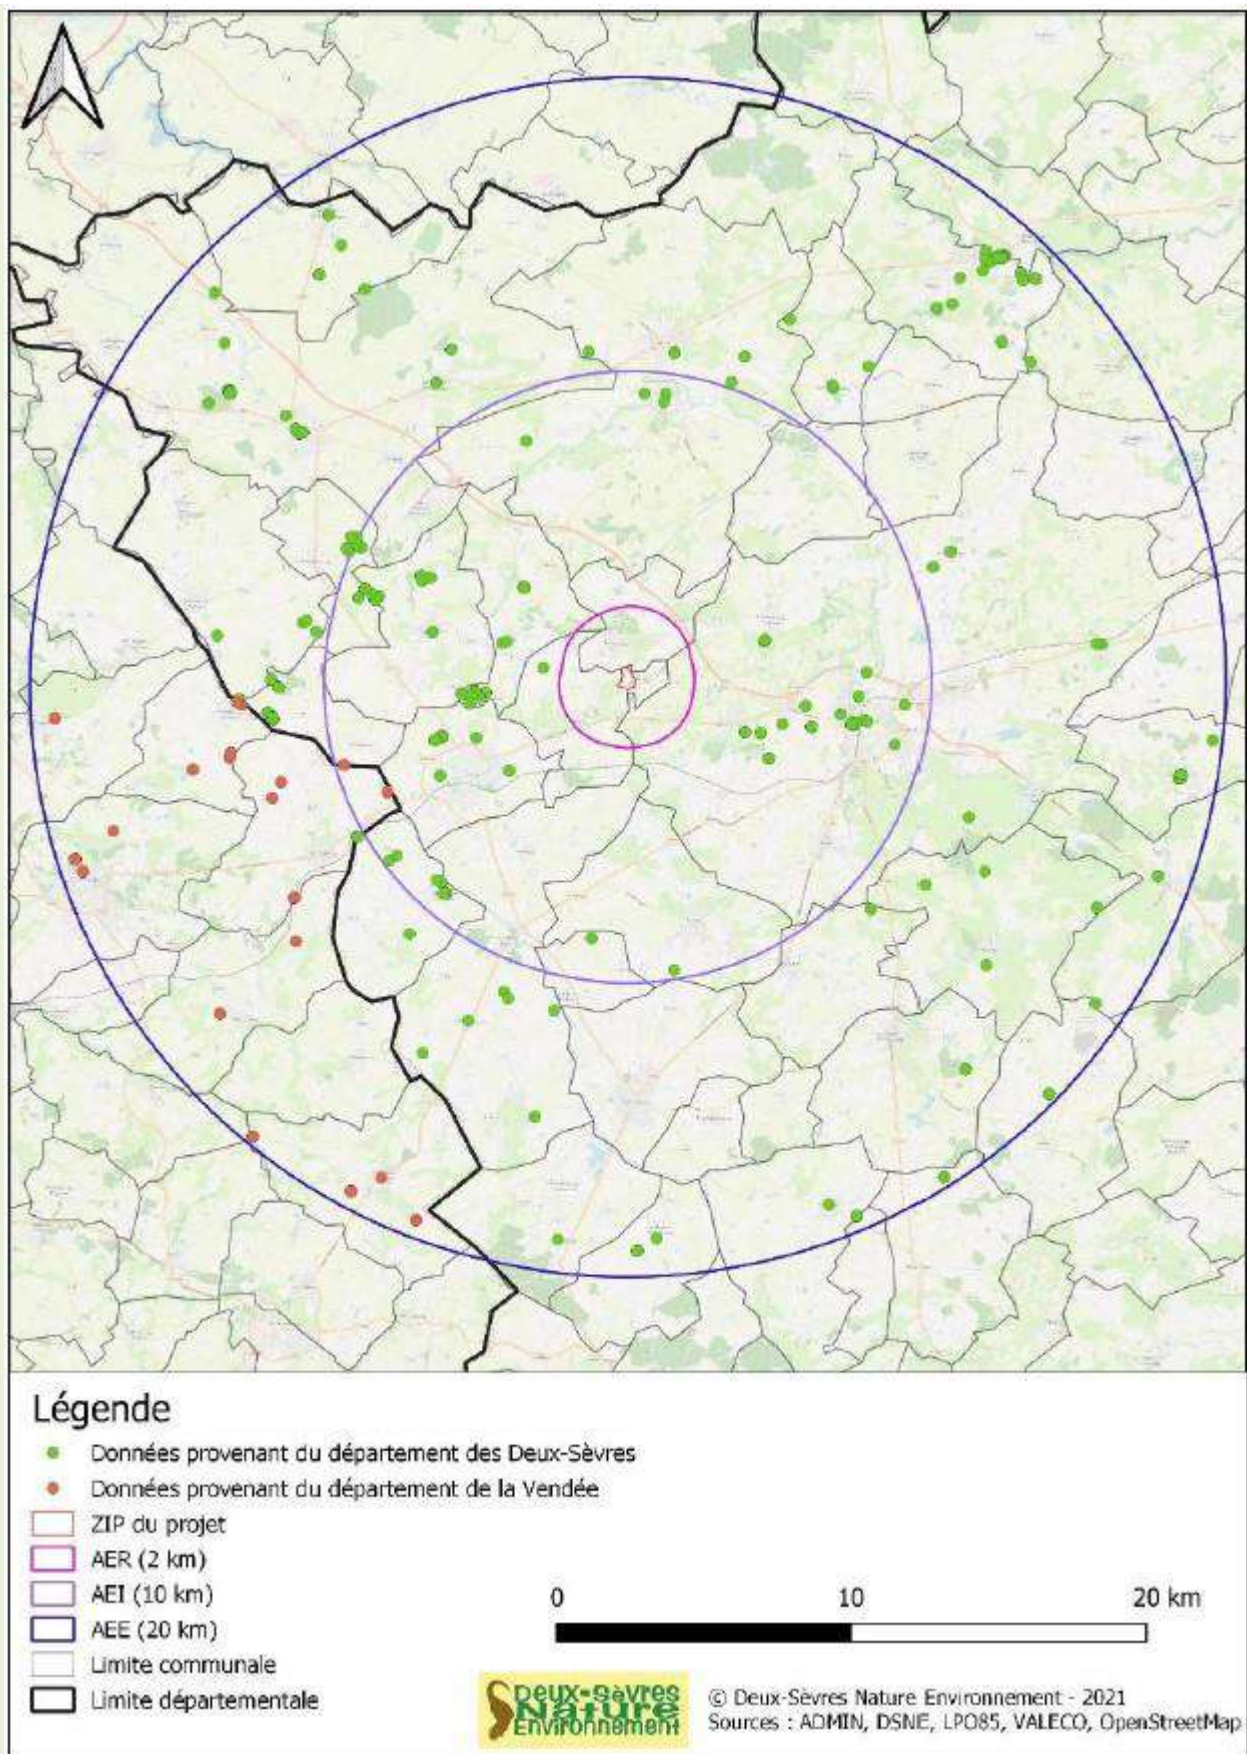 Légende
Données provenant du département des Deux-Sèvres
Données provenant du département de la Vendée
ZIP du projet
AER (2 km)
AEI (10 km)
AEE (20 km)
Limite communale
Limite départementale
0 10 20 km
Deux-Sèvres
Nature
Environnement
© Deux-Sèvres Nature Environnement - 2021
Sources : ADMIN, DSNE, LPO85, VALECO, OpenStreetMap